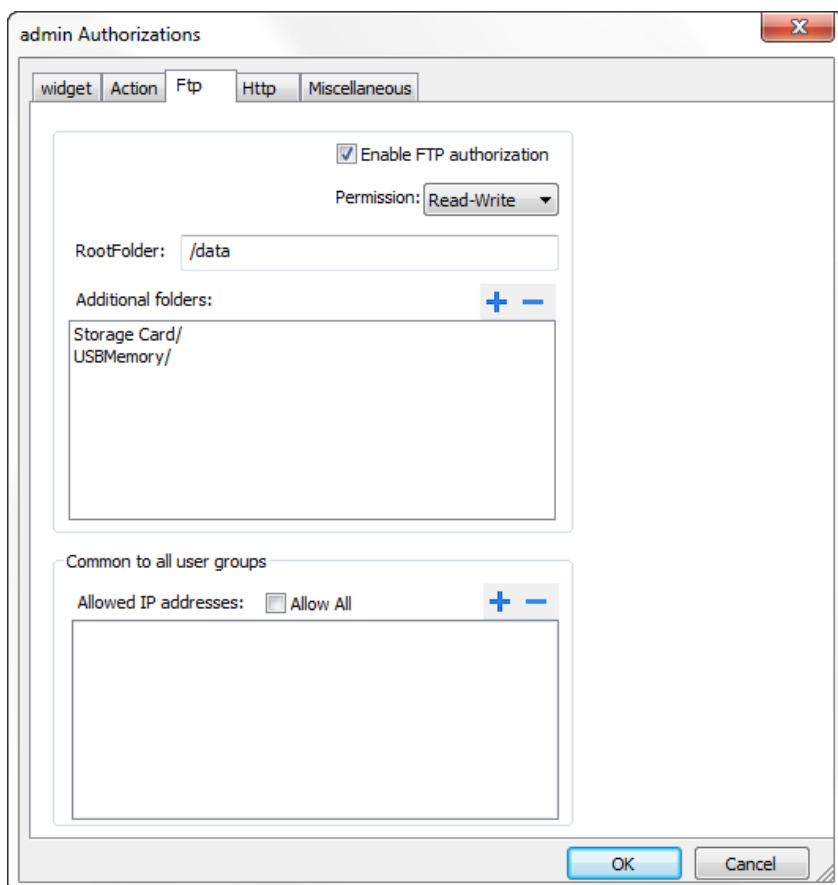 admin Authorizations
widget Action Ftp Http Miscellaneous
Enable FTP authorization
Permission: Read-Write
RootFolder: /data
Additional folders:
Storage Card/
USBMemory/
Common to all user groups
Allowed IP addresses: Allow All
OK Cancel